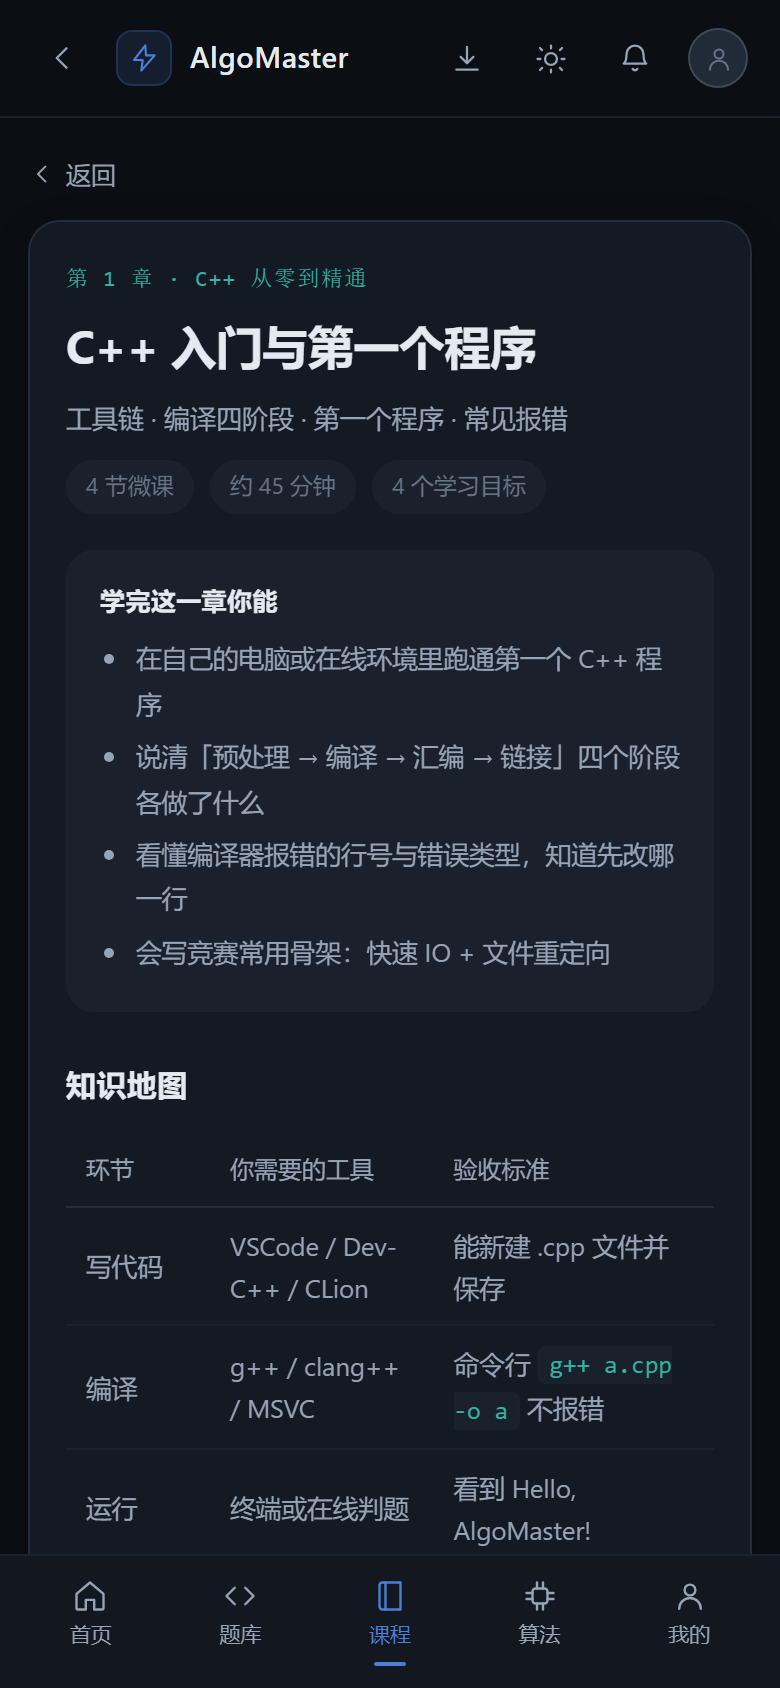 AlgoMaster
返回
第 1 章 · C++ 从零到精通
C++ 入门与第一个程序
工具链 · 编译四阶段 · 第一个程序 · 常见报错
4 节微课
约 45 分钟
4 个学习目标
学完这一章你能
在自己的电脑或在线环境里跑通第一个 C++ 程
序
说清「预处理 → 编译 → 汇编 → 链接」四个阶段
各做了什么
看懂编译器报错的行号与错误类型，知道先改哪
一行
会写竞赛常用骨架：快速 IO + 文件重定向
知识地图
环节
你需要的工具
验收标准
写代码
VSCode / Dev-
C++ / CLion
能新建 .cpp 文件并
保存
编译
g++ / clang++
/ MSVC
命令行 g++ a.cpp
-o a 不报错
运行
终端或在线判题
看到 Hello,
AlgoMaster!
首页
题库
课程
算法
我的